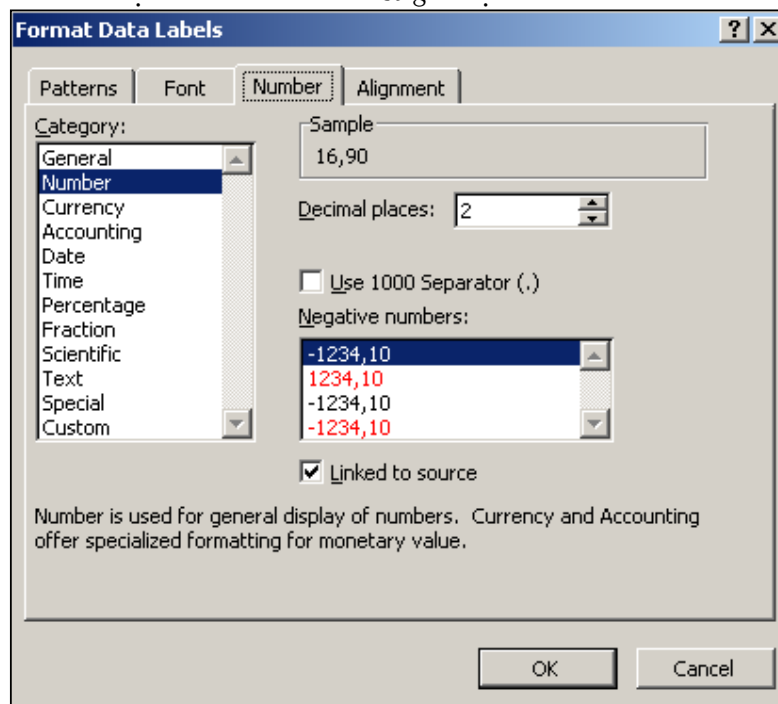 Format Data Labels
Patterns Font Number Alignment
Category:
General
Number
Currency
Accounting
Date
Time
Percentage
Fraction
Scientific
Text
Special
Custom
Sample
16,90
Decimal places: 2
Use 1000 Separator (.)
Negative numbers:
-1234,10
1234,10
-1234,10
-1234,10
Linked to source
Number is used for general display of numbers. Currency and Accounting
offer specialized formatting for monetary value.
OK Cancel